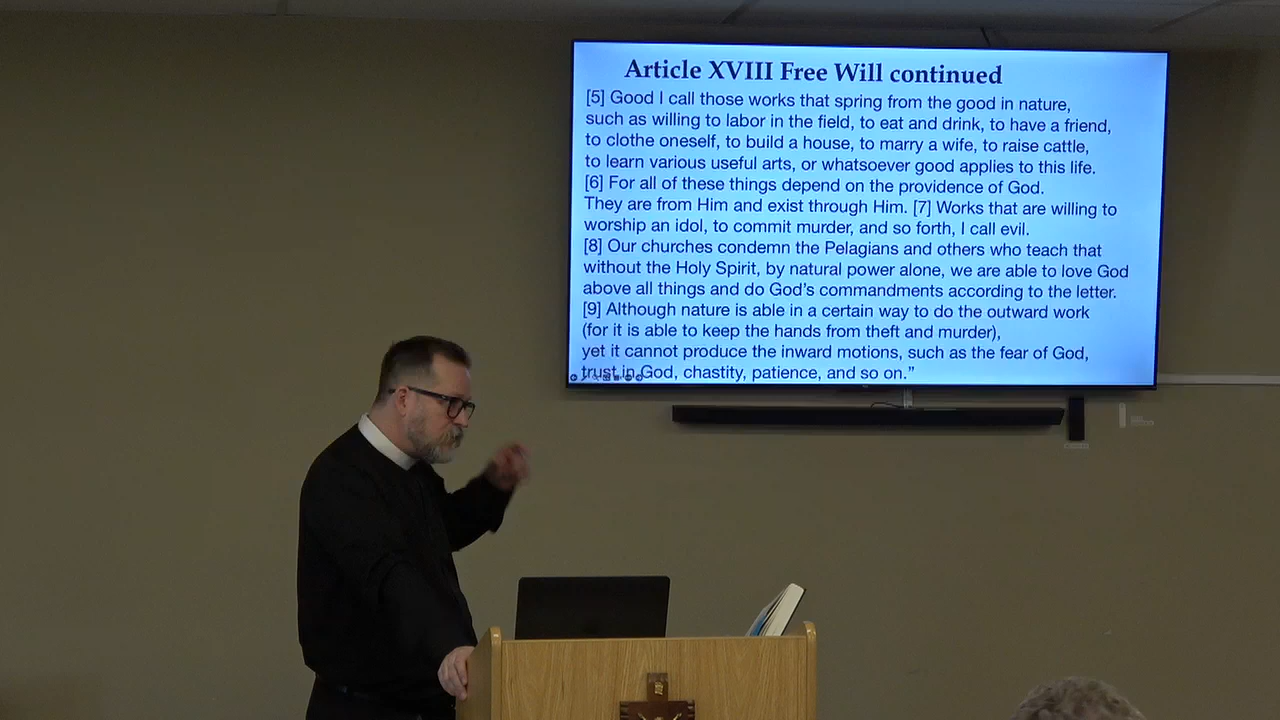 Article XVIII Free Will continued
[5] Good I call those works that spring from the good in nature,
such as willing to labor in the field, to eat and drink, to have a friend,
to clothe oneself, to build a house, to marry a wife, to raise cattle,
to learn various useful arts, or whatsoever good applies to this life.
[6] For all of these things depend on the providence of God.
They are from Him and exist through Him. [7] Works that are willing to
worship an idol, to commit murder, and so forth, I call evil.
[8] Our churches condemn the Pelagians and others who teach that
without the Holy Spirit, by natural power alone, we are able to love God
above all things and do God's commandments according to the letter.
[9] Although nature is able in a certain way to do the outward work
(for it is able to keep the hands from theft and murder),
yet it cannot produce the inward motions, such as the fear of God,
trust in God, chastity, patience, and so on.”